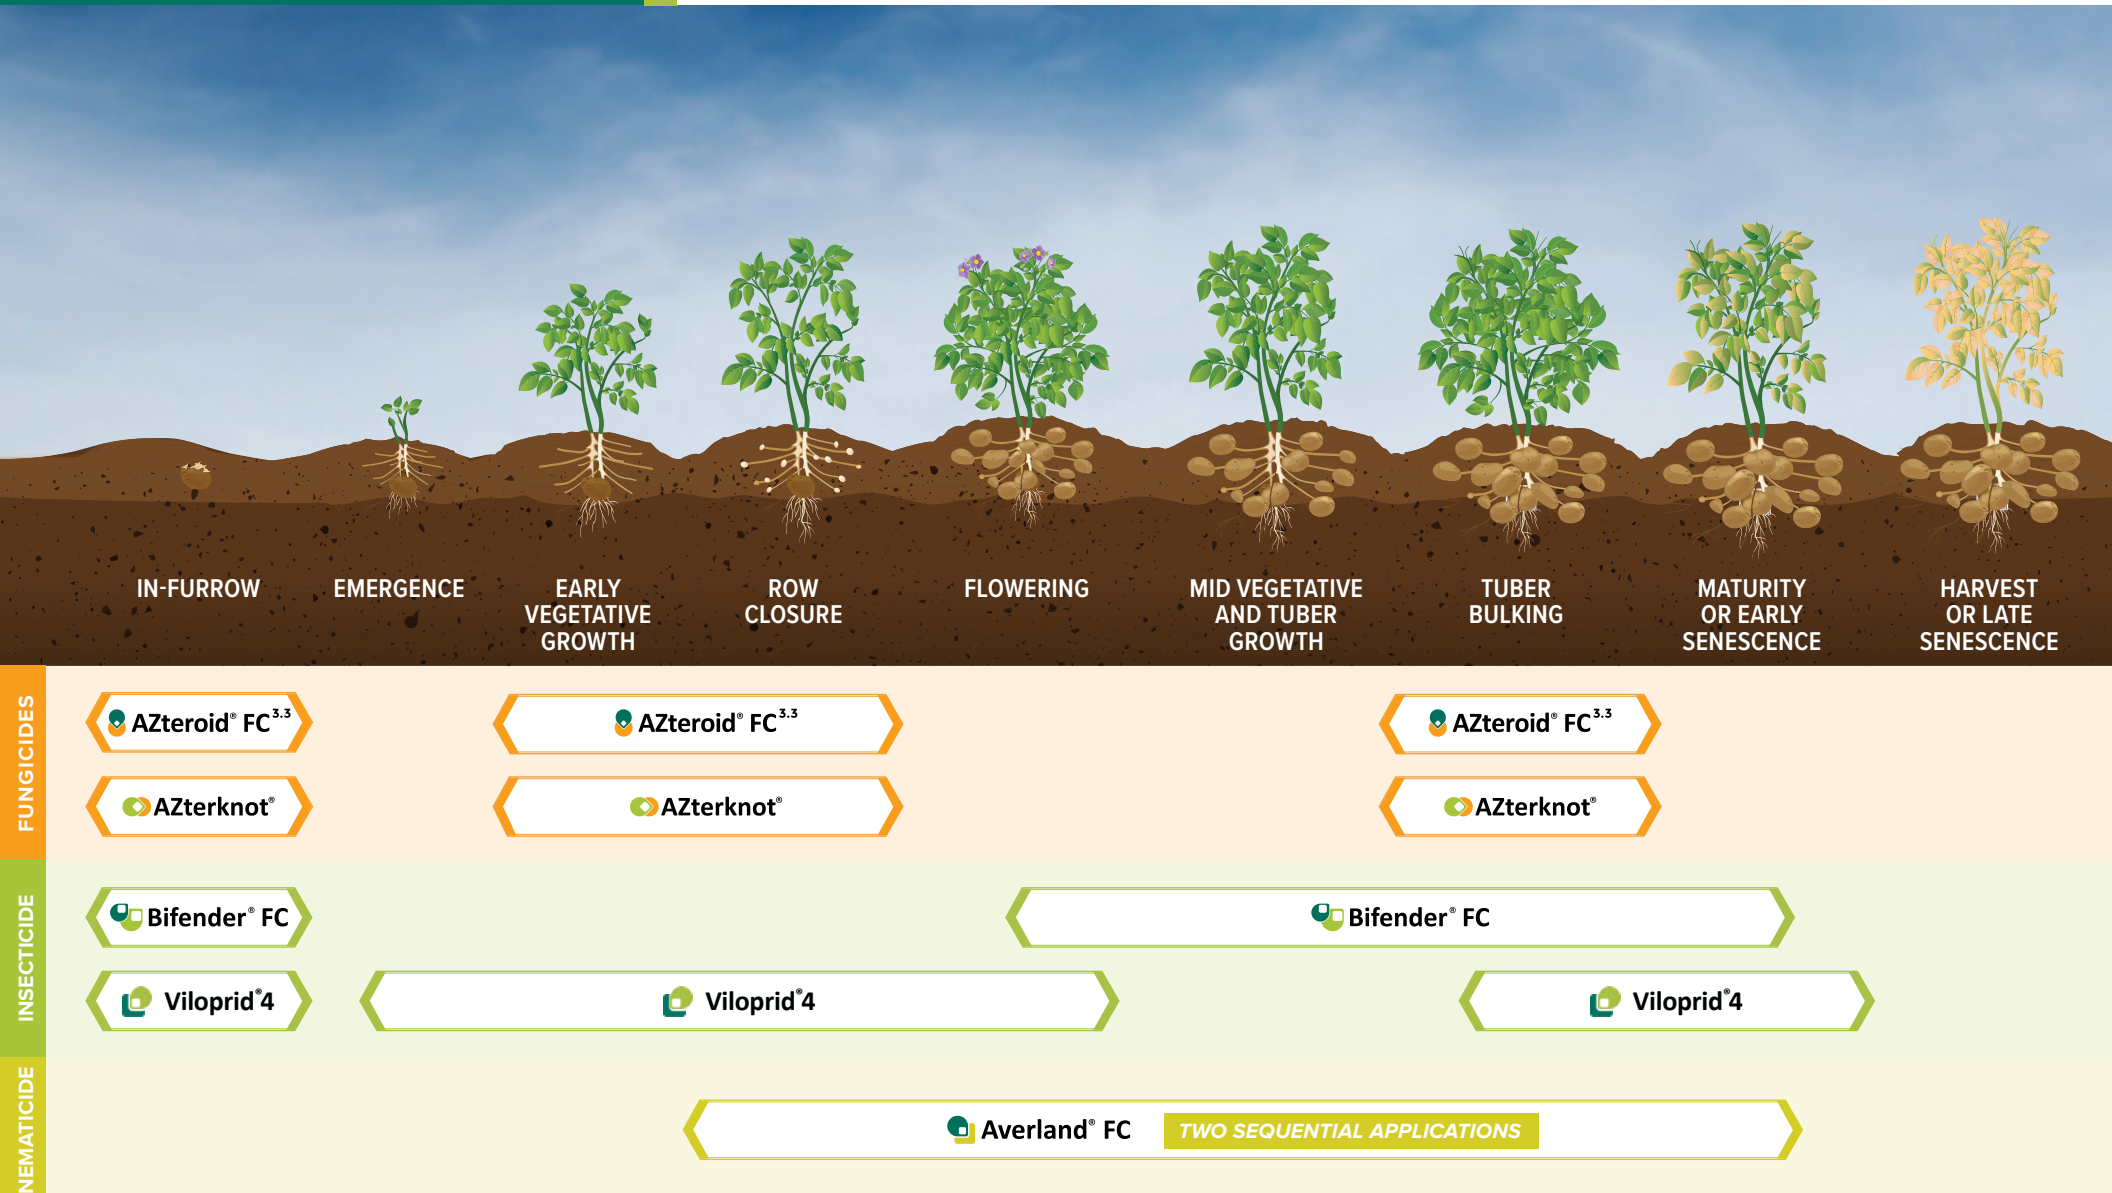 IN-FURROW
EMERGENCE
EARLY
VEGETATIVE
GROWTH
ROW
CLOSURE
FLOWERING
MID VEGETATIVE
AND TUBER
GROWTH
TUBER
BULKING
MATURITY
OR EARLY
SENESCENCE
HARVEST
OR LATE
SENESCENCE
FUNGICIDES
AZteroid® FC3.3
AZteroid® FC3.3
AZteroid® FC3.3
AZterknot®
AZterknot®
AZterknot®
INSECTICIDE
Bifender® FC
Bifender® FC
Viloprid®4
Viloprid®4
Viloprid®4
NEMATICIDE
Averland® FC
TWO SEQUENTIAL APPLICATIONS